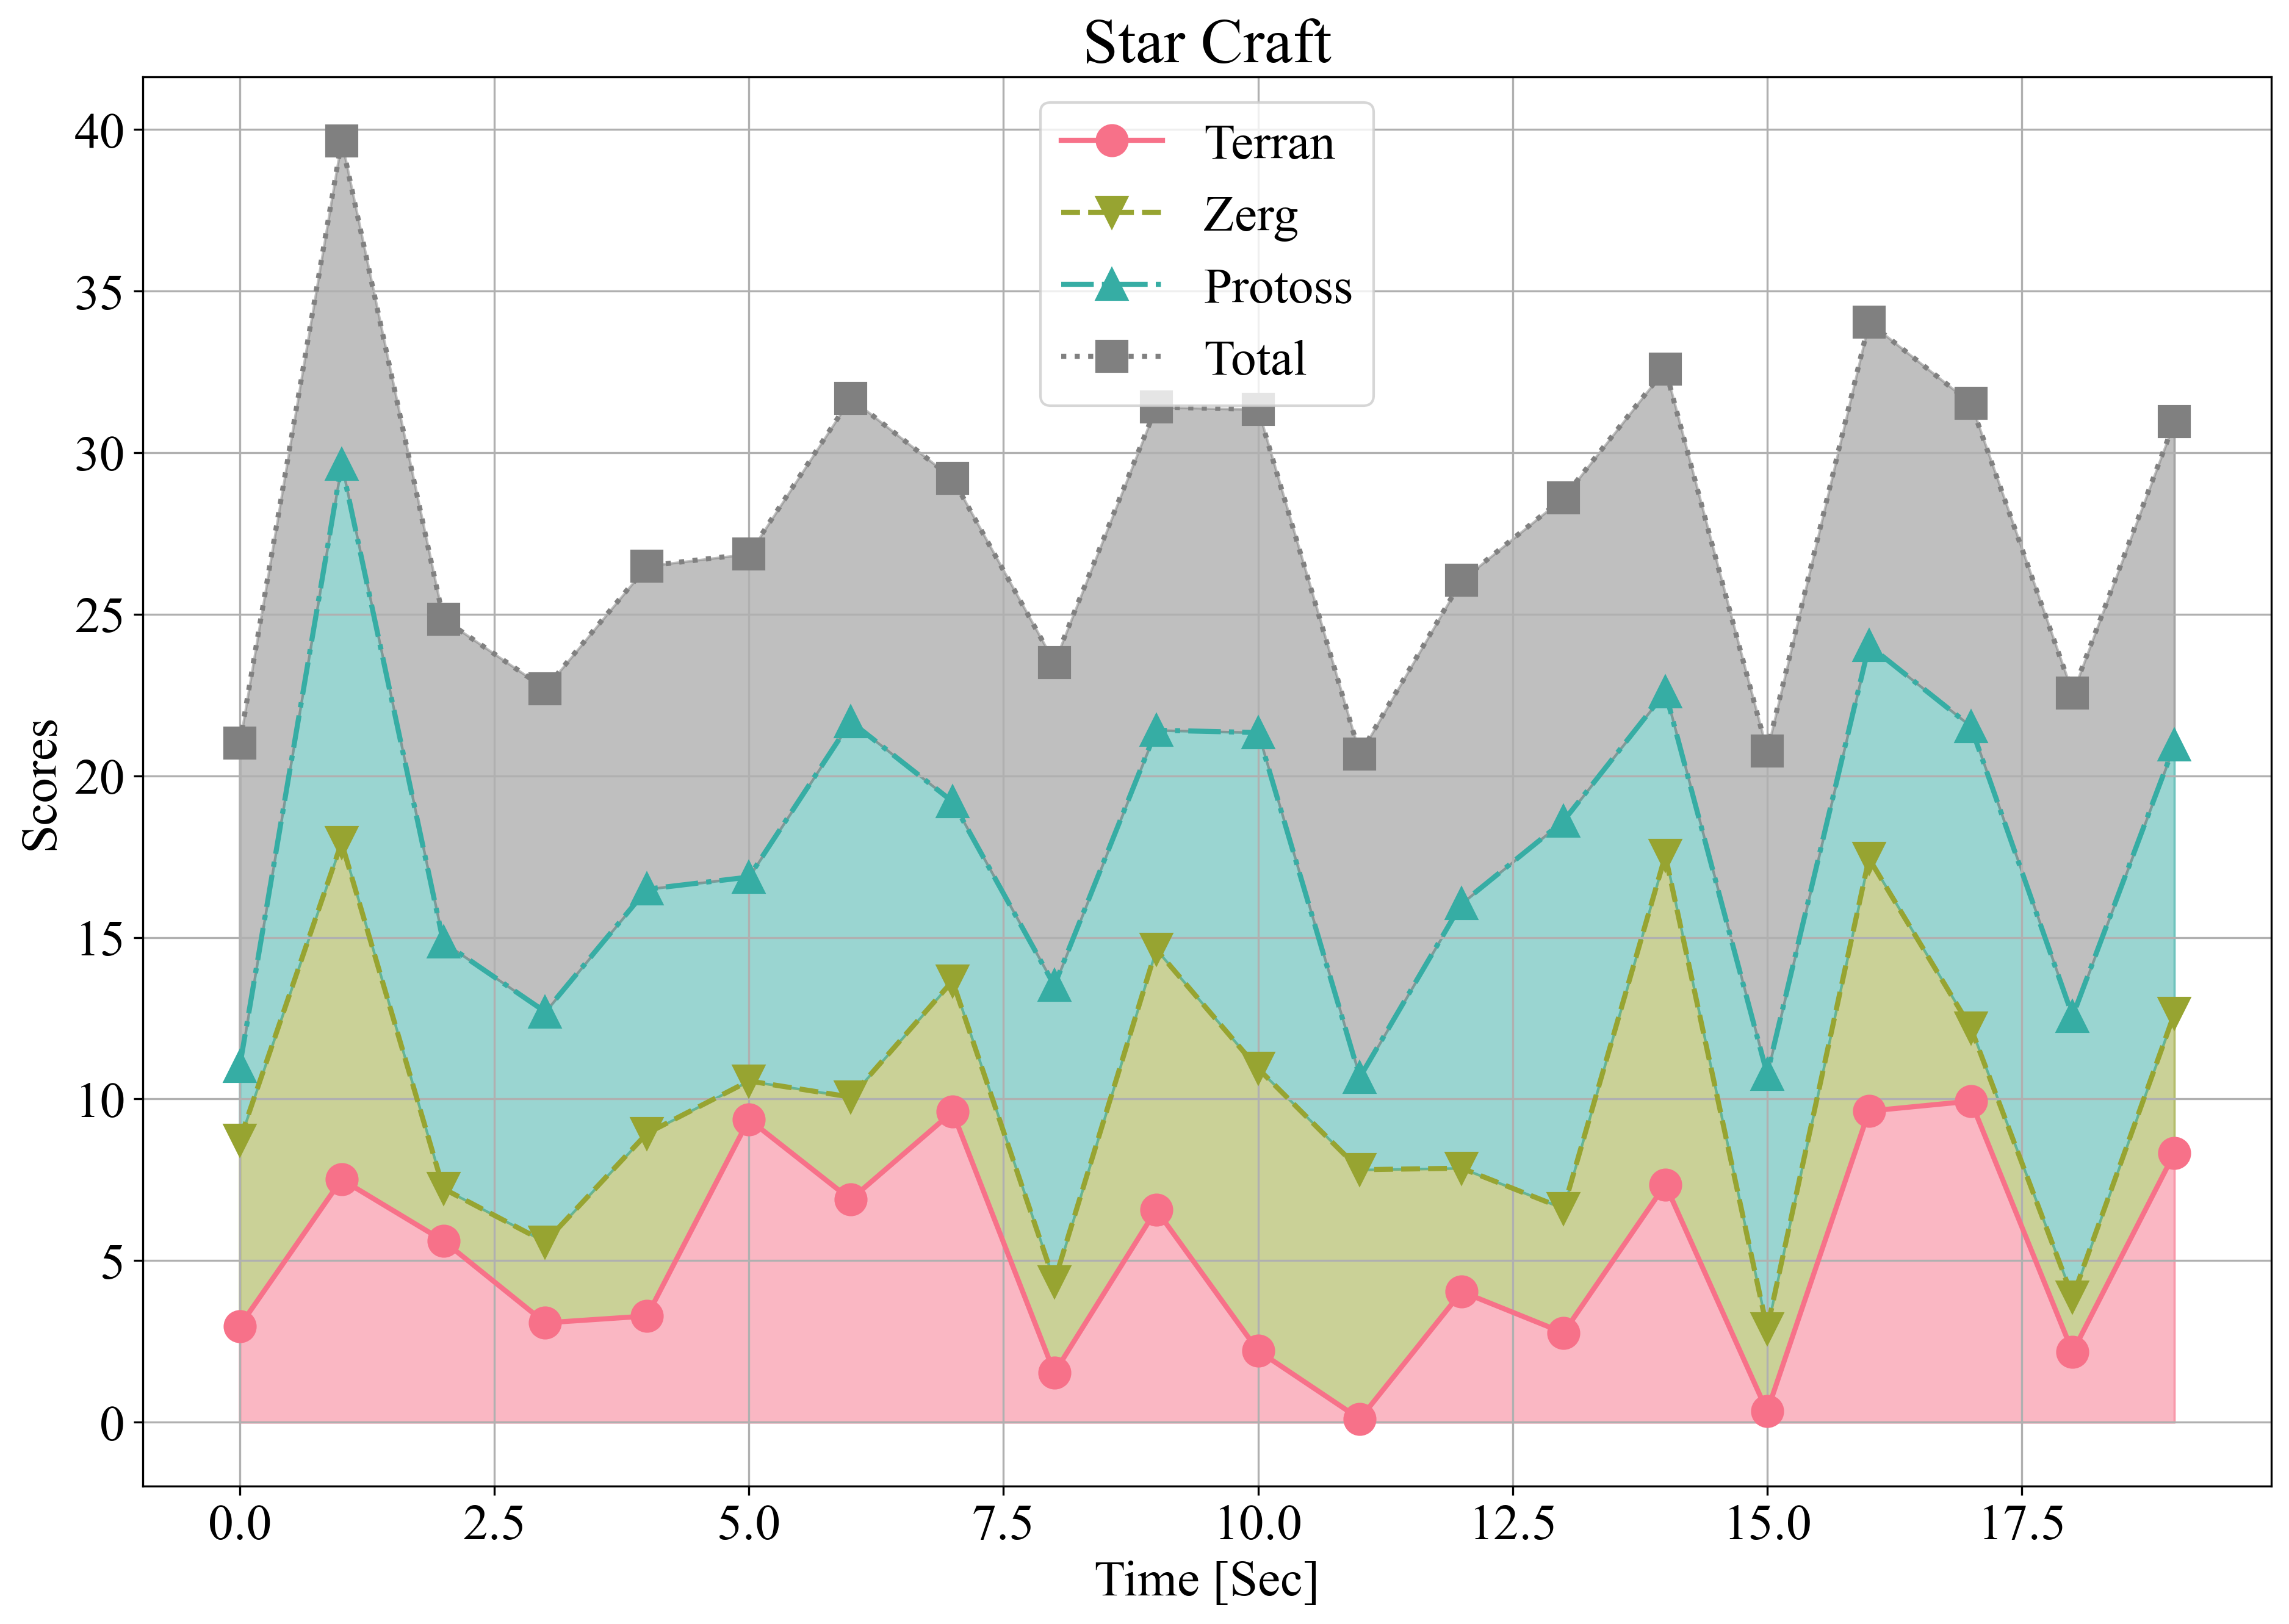 Star Craft
Terran
Zerg
Protoss
Total
Scores
40
35
30
25
20
15
10
5
0
0.0 2.5 5.0 7.5 10.0 12.5 15.0 17.5
Time [Sec]